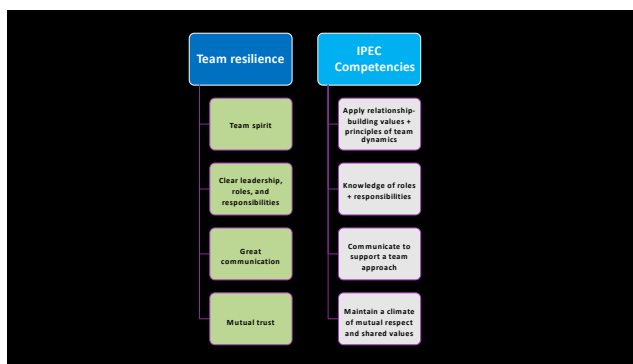 Team resilience
Team spirit
Clear leadership,
roles, and
responsibilities
Great
communication
Mutual trust
IPEC
Competencies
Apply relationship-
building values +
principles of team
dynamics
Knowledge of roles
+ responsibilities
Communicate to
support a team
approach
Maintain a climate
of mutual respect
and shared values